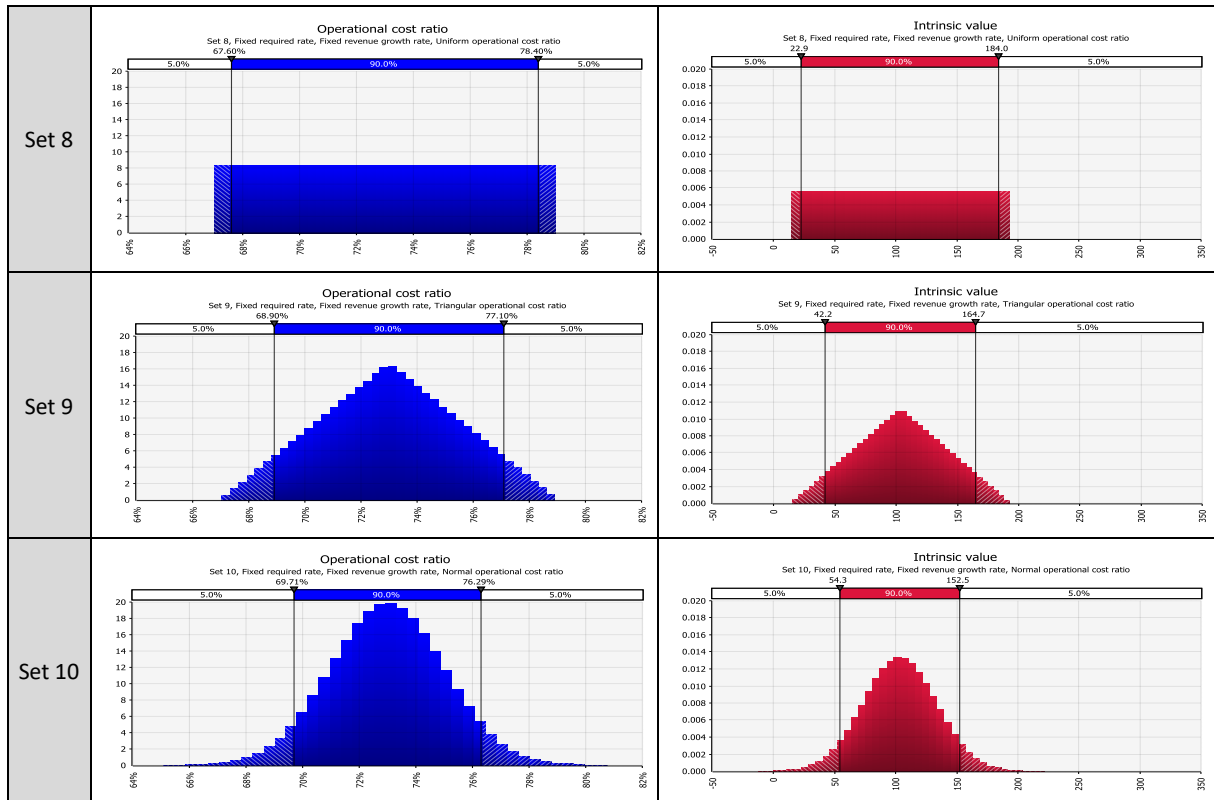 Set 8
Operational cost ratio
Set 8, Fixed required rate, Fixed revenue growth rate, Uniform operational cost ratio
67.60% 78.40%
5.0% 90.0% 5.0%
20
18
16
14
12
10
8
6
4
2
0
64% 66% 68% 70% 72% 74% 76% 78% 80% 82%
Intrinsic value
Set 8, Fixed required rate, Fixed revenue growth rate, Uniform operational cost ratio
22.9 184.0
5.0% 90.0% 5.0%
0.020
0.018
0.016
0.014
0.012
0.010
0.008
0.006
0.004
0.002
0.000
-50 0 50 100 150 200 250 300 350
Set 9
Operational cost ratio
Set 9, Fixed required rate, Fixed revenue growth rate, Triangular operational cost ratio
68.90% 77.10%
5.0% 90.0% 5.0%
20
18
16
14
12
10
8
6
4
2
0
64% 66% 68% 70% 72% 74% 76% 78% 80% 82%
Intrinsic value
Set 9, Fixed required rate, Fixed revenue growth rate, Triangular operational cost ratio
42.2 164.7
5.0% 90.0% 5.0%
0.020
0.018
0.016
0.014
0.012
0.010
0.008
0.006
0.004
0.002
0.000
-50 0 50 100 150 200 250 300 350
Set 10
Operational cost ratio
Set 10, Fixed required rate, Fixed revenue growth rate, Normal operational cost ratio
69.71% 76.29%
5.0% 90.0% 5.0%
20
18
16
14
12
10
8
6
4
2
0
64% 66% 68% 70% 72% 74% 76% 78% 80% 82%
Intrinsic value
Set 10, Fixed required rate, Fixed revenue growth rate, Normal operational cost ratio
54.3 152.5
5.0% 90.0% 5.0%
0.020
0.018
0.016
0.014
0.012
0.010
0.008
0.006
0.004
0.002
0.000
-50 0 50 100 150 200 250 300 350